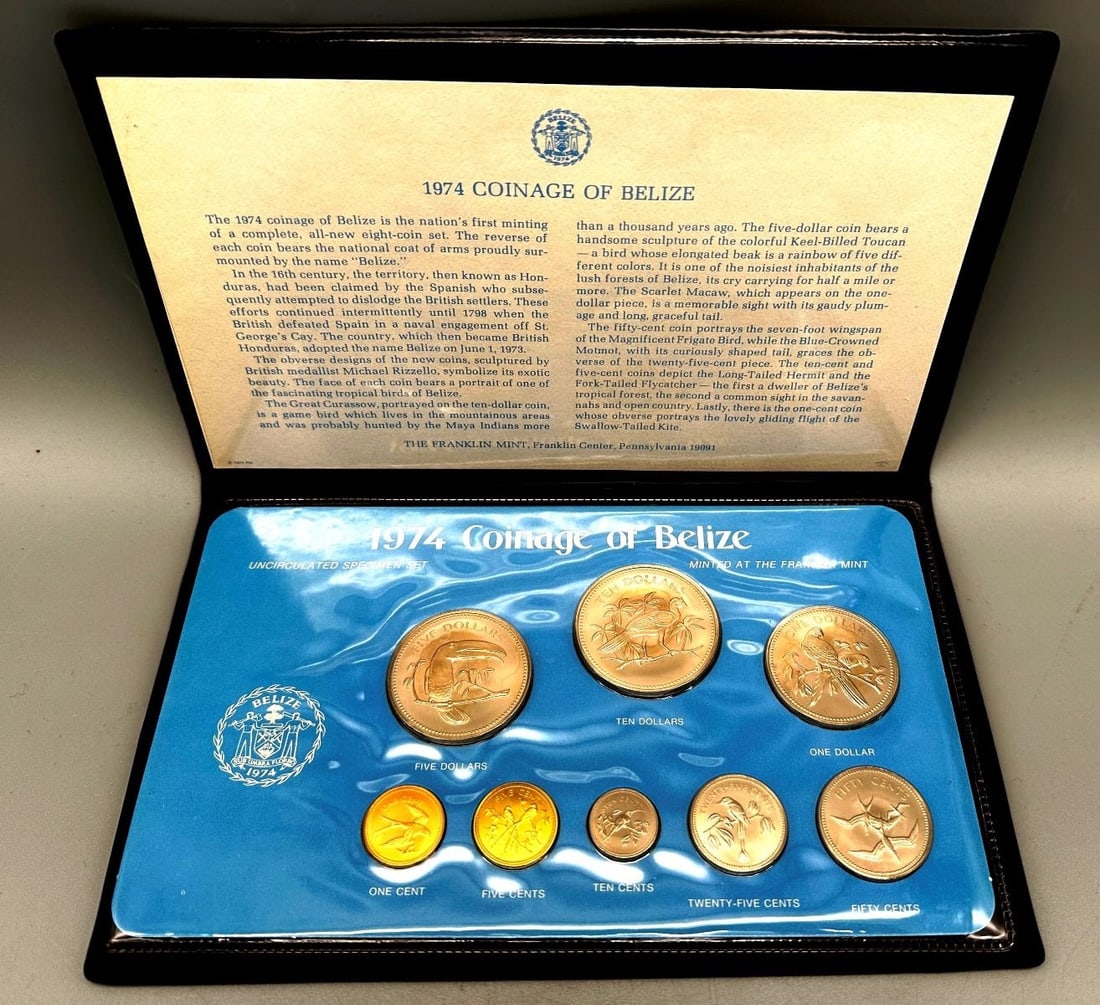 BELIZE
1974
1974 COINAGE OF BELIZE
The 1974 coinage of Belize is the nation's first minting
of a complete, all-new eight-coin set. The reverse of
each coin bears the national coat of arms proudly sur-
mounted by the name "Belize."
In the 16th century, the territory, then known as Hon-
duras, had been claimed by the Spanish who subse-
quently attempted to dislodge the British settlers. These
efforts continued intermittently until 1798 when the
British defeated Spain in a naval engagement off St.
George's Cay. The country, which then became British
Honduras, adopted the name Belize on June 1, 1973.
The obverse designs of the new coins, sculptured by
British medallist Michael Rizzello, symbolize its exotic
beauty. The face of each coin bears a portrait of one of
the fascinating tropical birds of Belize.
The Great Curassow, portrayed on the ten-dollar coin,
is a game bird which lives in the mountainous areas
and was probably hunted by the Maya Indians more
than a thousand years ago. The five-dollar coin bears a
handsome sculpture of the colorful Keel-Billed Toucan
— a bird whose elongated beak is a rainbow of five dif-
ferent colors. It is one of the noisiest inhabitants of the
lush forests of Belize, its cry carrying for half a mile or
more. The Scarlet Macaw, which appears on the one-
dollar piece, is a memorable sight with its gaudy plum-
age and long, graceful tail.
The fifty-cent coin portrays the seven-foot wingspan
of the Magnificent Frigate Bird, while the Blue-Crowned
Motmot, with its curiously shaped tail, graces the ob-
verse of the twenty-five-cent piece. The ten-cent and
five-cent coins depict the Long-Tailed Hermit and the
Fork-Tailed Flycatcher — the first a dweller of Belize's
tropical forest, the second a common sight in the savan-
nahs and open country. Lastly, there is the one-cent coin
whose obverse portrays the lovely gliding flight of the
Swallow-Tailed Kite.
THE FRANKLIN MINT, Franklin Center, Pennsylvania 19091
1974 Coinage of Belize
UNCIRCULATED SPECIMEN SET
MINTED AT THE FRANKLIN MINT
TEN DOLLARS
FIVE DOLLARS
ONE DOLLAR
TEN DOLLARS
ONE DOLLAR
FIVE DOLLARS
BELIZE
SUB UMBRA FLOREO
1974
FIVE CENTS
TEN CENTS
TWENTY-FIVE CENTS
FIFTY CENTS
ONE CENT
FIVE CENTS
TEN CENTS
TWENTY-FIVE CENTS
FIFTY CENTS